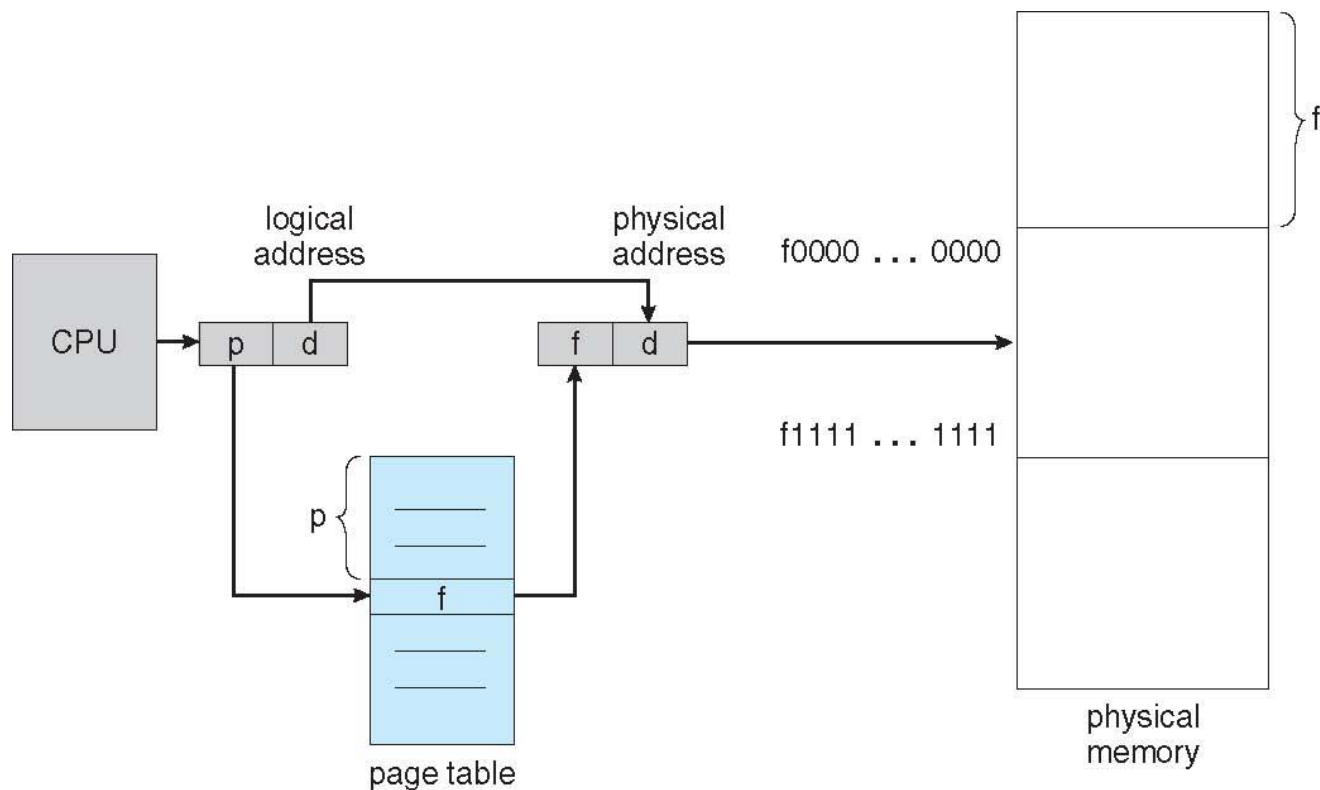 f
logical
address
physical
address
f0000 ... 0000
CPU
p
d
f
d
f1111 ... 1111
p
f
page table
physical
memory